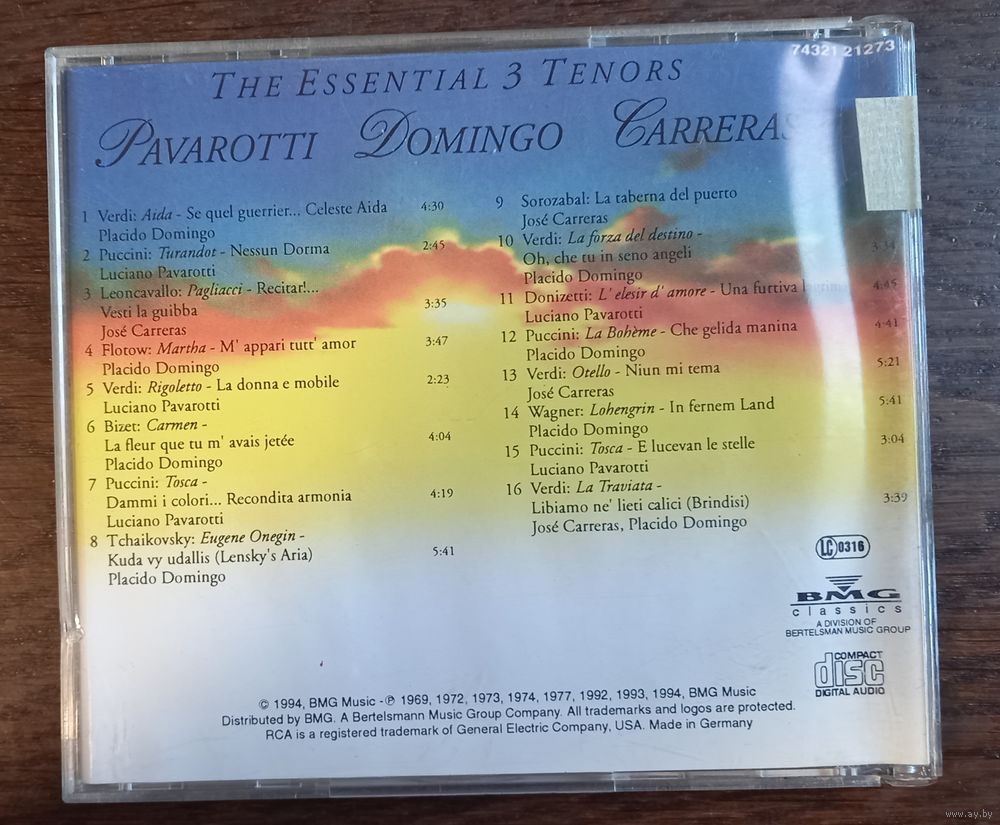 74321 21273
THE ESSENTIAL 3 TENORS
PAVAROTTI DOMINGO CARRERAS
1 Verdi: Aida - Se quel guerrier... Celeste Aida 4:30
Placido Domingo
2 Puccini: Turandot - Nessun Dorma 2:45
Luciano Pavarotti
3 Leoncavallo: Pagliacci - Recitar!...
Vesti la guibba 3:35
José Carreras
4 Flotow: Martha - M' appari tutt' amor 3:47
Placido Domingo
5 Verdi: Rigoletto - La donna e mobile 2:23
Luciano Pavarotti
6 Bizet: Carmen -
La fleur que tu m' avais jetée 4:04
Placido Domingo
7 Puccini: Tosca -
Dammi i colori... Recondita armonia 4:19
Luciano Pavarotti
8 Tchaikovsky: Eugene Onegin -
Kuda vy udallis (Lensky's Aria) 5:41
Placido Domingo
9 Sorozabal: La taberna del puerto
José Carreras
10 Verdi: La forza del destino -
Oh, che tu in seno angeli 3:34
Placido Domingo
11 Donizetti: L' elesir d' amore - Una furtiva lagrima 4:45
Luciano Pavarotti
12 Puccini: La Bohème - Che gelida manina 4:41
Placido Domingo
13 Verdi: Otello - Niun mi tema 5:21
José Carreras
14 Wagner: Lohengrin - In fernem Land 5:41
Placido Domingo
15 Puccini: Tosca - E lucevan le stelle 3:04
Luciano Pavarotti
16 Verdi: La Traviata -
Libiamo ne' lieti calici (Brindisi) 3:39
José Carreras, Placido Domingo
LC 0316
BMG
classics
A DIVISION OF
BERTELSMAN MUSIC GROUP
COMPACT
disc
DIGITAL AUDIO
© 1994, BMG Music - ℗ 1969, 1972, 1973, 1974, 1977, 1992, 1993, 1994, BMG Music
Distributed by BMG. A Bertelsmann Music Group Company. All trademarks and logos are protected.
RCA is a registered trademark of General Electric Company, USA. Made in Germany
www.ay.by